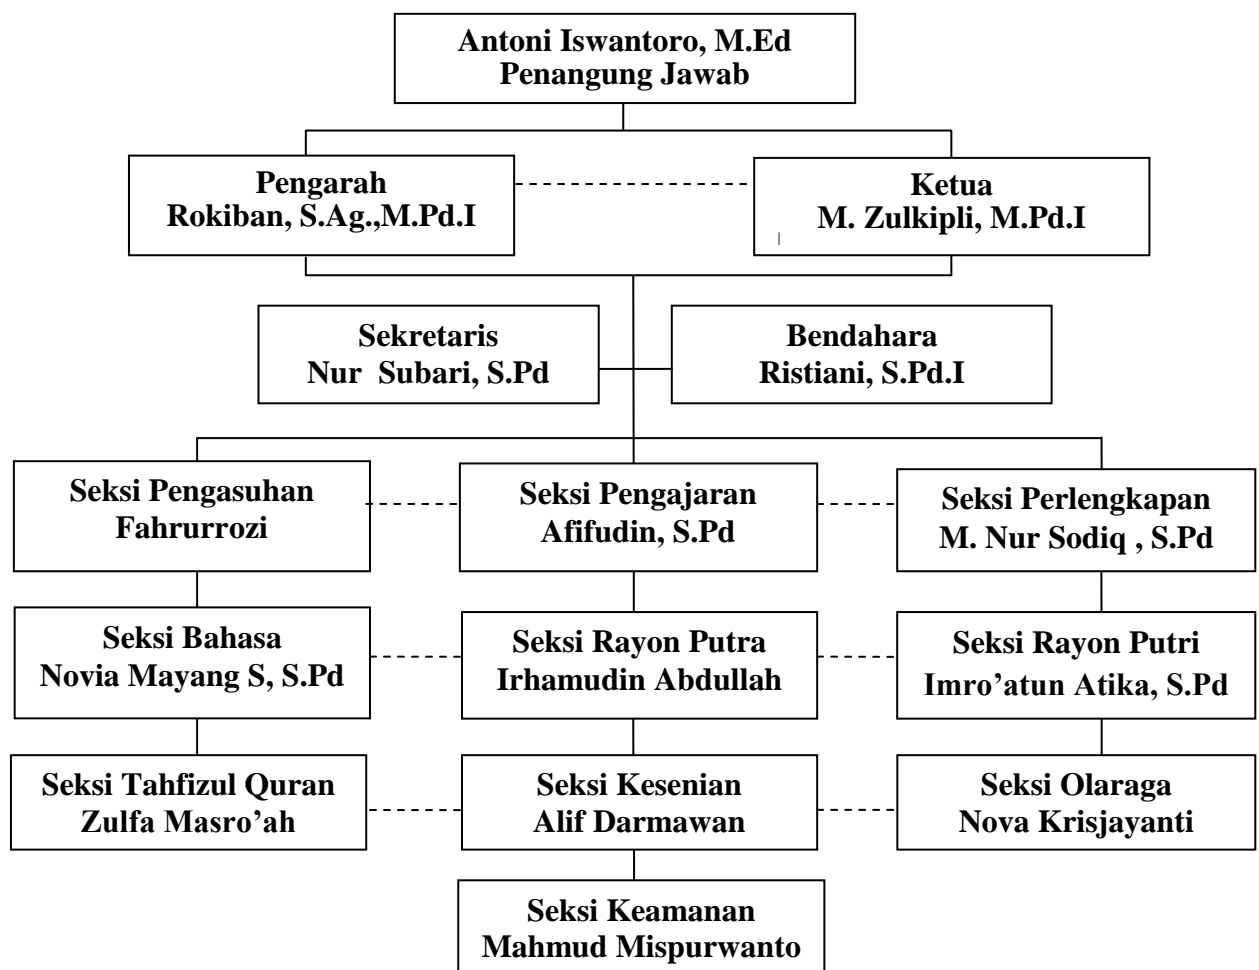 Antoni Iswantoro, M.Ed
Penangung Jawab
Pengarah
Rokiban, S.Ag.,M.Pd.I
Ketua
M. Zulkipli, M.Pd.I
Sekretaris
Nur  Subari, S.Pd
Bendahara
Ristiani, S.Pd.I
Seksi Pengasuhan
Fahrurrozi
Seksi Pengajaran
Afifudin, S.Pd
Seksi Perlengkapan
M. Nur Sodiq , S.Pd
Seksi Bahasa
Novia Mayang S, S.Pd
Seksi Rayon Putra
Irhamudin Abdullah
Seksi Rayon Putri
Imro’atun Atika, S.Pd
Seksi Tahfizul Quran
Zulfa Masro’ah
Seksi Kesenian
Alif Darmawan
Seksi Olaraga
Nova Krisjayanti
Seksi Keamanan
Mahmud Mispurwanto